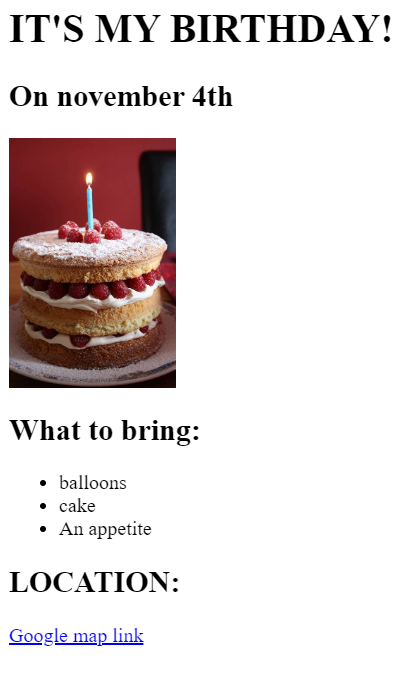 IT'S MY BIRTHDAY!
On november 4th
What to bring:
balloons
cake
An appetite
LOCATION:
Google map link